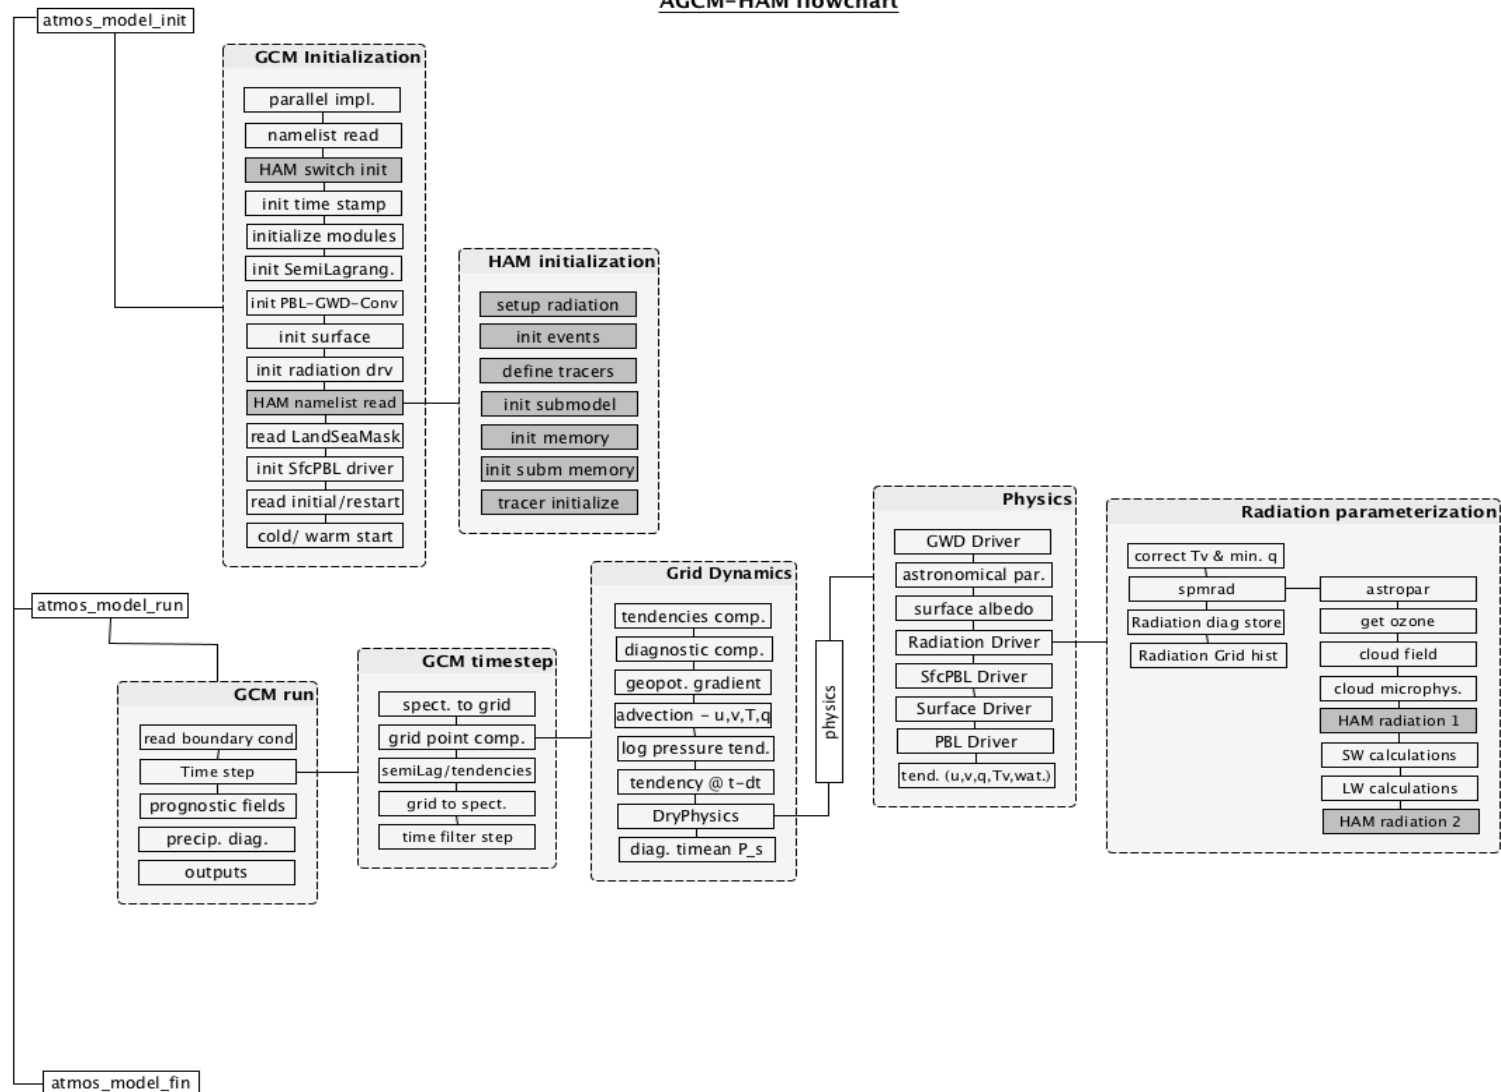 AGCM-HAM flowchart
atmos_model_init
GCM Initialization
parallel impl.
namelist read
HAM switch init
init time stamp
initialize modules
init SemiLagrang.
init PBL-GWD-Conv
init surface
init radiation drv
HAM namelist read
read LandSeaMask
init SfcPBL driver
read initial/restart
cold/ warm start
HAM initialization
setup radiation
init events
define tracers
init submodel
init memory
init subm memory
tracer initialize
atmos_model_run
GCM run
read boundary cond
Time step
prognostic fields
precip. diag.
outputs
GCM timestep
spect. to grid
grid point comp.
semiLag/tendencies
grid to spect.
time filter step
Grid Dynamics
tendencies comp.
diagnostic comp.
geopot. gradient
advection - u,v,T,q
log pressure tend.
tendency @ t-dt
DryPhysics
diag. timean P_s
physics
Physics
GWD Driver
astronomical par.
surface albedo
Radiation Driver
SfcPBL Driver
Surface Driver
PBL Driver
tend. (u,v,q,Tv,wat.)
Radiation parameterization
correct Tv & min. q
spmrad
Radiation diag store
Radiation Grid hist
astropar
get ozone
cloud field
cloud microphys.
HAM radiation 1
SW calculations
LW calculations
HAM radiation 2
atmos_model_fin